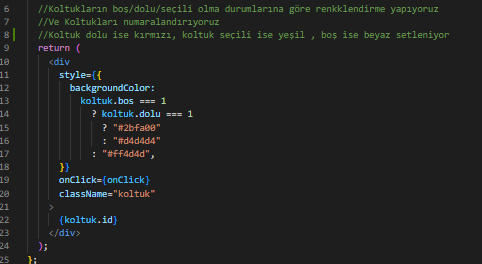 6 //Koltukların boş/dolu/seçili olma durumlarına göre renkklendirme yapıyoruz
7 //Ve Koltukları numaralandırıyoruz
8 //Koltuk dolu ise kırmızı, koltuk seçili ise yeşil , boş ise beyaz setleniyor
9 return (
10 <div
11 style={{
12 backgroundColor:
13 koltuk.bos === 1
14 ? koltuk.dolu === 1
15 ? "#2bfa00"
16 : "#d4d4d4"
17 : "#ff4d4d",
18 }}
19 onClick={onClick}
20 className="koltuk"
21 >
22 {koltuk.id}
23 </div>
24 );
25 };